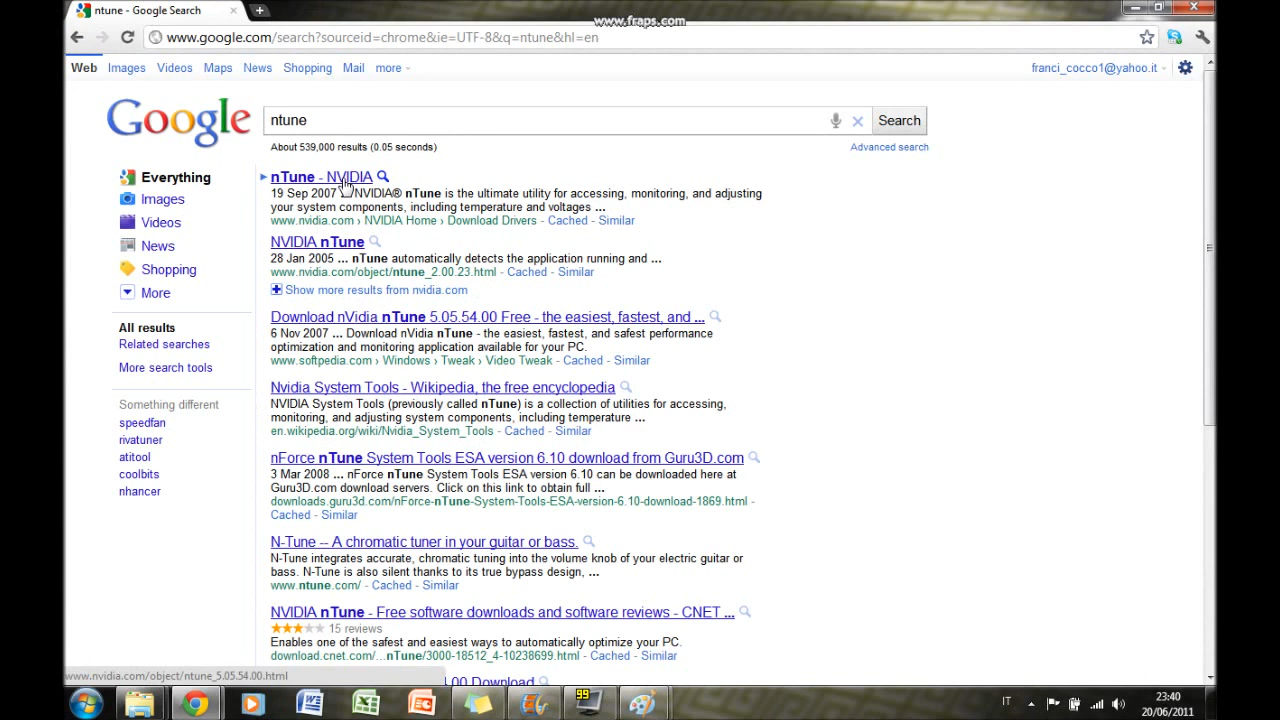 ntune - Google Search
www.fraps.com
www.google.com/search?sourceid=chrome&ie=UTF-8&q=ntune&hl=en
Web Images Videos Maps News Shopping Mail more
franci_cocco1@yahoo.it
Google
ntune
Search
About 539,000 results (0.05 seconds)
Advanced search
Everything
Images
Videos
News
Shopping
More
All results
Related searches
More search tools
Something different
speedfan
rivatuner
atitool
coolbits
nhancer
nTune - NVIDIA
19 Sep 2007 ... NVIDIA® nTune is the ultimate utility for accessing, monitoring, and adjusting
your system components, including temperature and voltages ...
www.nvidia.com › NVIDIA Home › Download Drivers - Cached - Similar
NVIDIA nTune
28 Jan 2005 ... nTune automatically detects the application running and ...
www.nvidia.com/object/ntune_2.00.23.html - Cached - Similar
Show more results from nvidia.com
Download nVidia nTune 5.05.54.00 Free - the easiest, fastest, and ...
6 Nov 2007 ... Download nVidia nTune - the easiest, fastest, and safest performance
optimization and monitoring application available for your PC.
www.softpedia.com › Windows › Tweak › Video Tweak - Cached - Similar
Nvidia System Tools - Wikipedia, the free encyclopedia
NVIDIA System Tools (previously called nTune) is a collection of utilities for accessing,
monitoring, and adjusting system components, including temperature ...
en.wikipedia.org/wiki/Nvidia_System_Tools - Cached - Similar
nForce nTune System Tools ESA version 6.10 download from Guru3D.com
3 Mar 2008 ... nForce nTune System Tools ESA version 6.10 can be downloaded here at
Guru3D.com download servers. Click on this link to obtain full ...
downloads.guru3d.com/nForce-nTune-System-Tools-ESA-version-6.10-download-1869.html -
Cached - Similar
N-Tune -- A chromatic tuner in your guitar or bass.
N-Tune integrates accurate, chromatic tuning into the volume knob of your electric guitar or
bass. N-Tune is also silent thanks to its true bypass design, ...
www.ntune.com/ - Cached - Similar
NVIDIA nTune - Free software downloads and software reviews - CNET ...
15 reviews
Enables one of the safest and easiest ways to automatically optimize your PC.
download.cnet.com/...nTune/3000-18512_4-10238699.html - Cached - Similar
www.nvidia.com/object/ntune_5.05.54.00.html
.00 Download
99
IT
23:40
20/06/2011